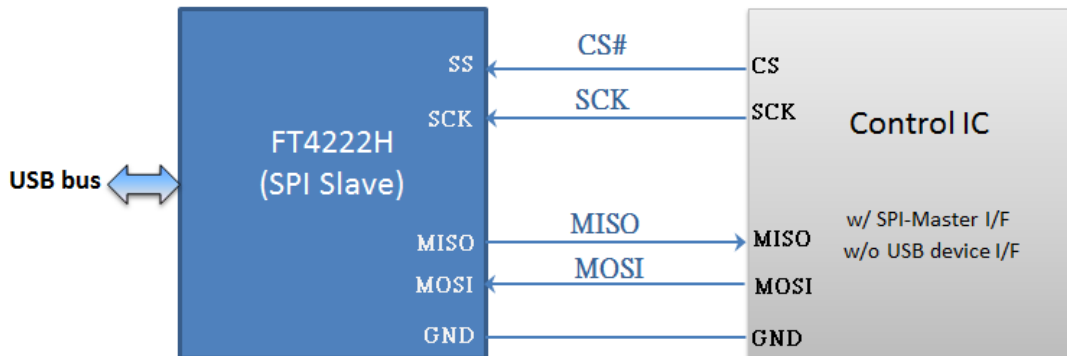 CS#
SS
CS
SCK
SCK
SCK
FT4222H
(SPI Slave)
Control IC
USB bus
MISO
MISO
MISO
w/ SPI-Master I/F
w/o USB device I/F
MOSI
MOSI
MOSI
GND
GND